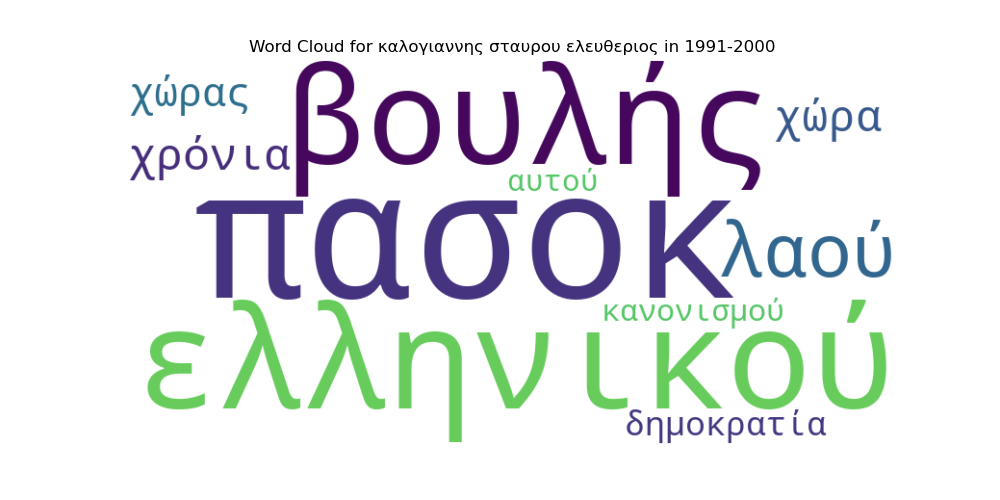 Word Cloud for καλογιαννης σταυρου ελευθεριος in 1991-2000
χώρας
βουλής
χώρα
χρόνια
αυτού
πασοκ
λαού
ελληνικού
κανονισμού
δημοκρατία